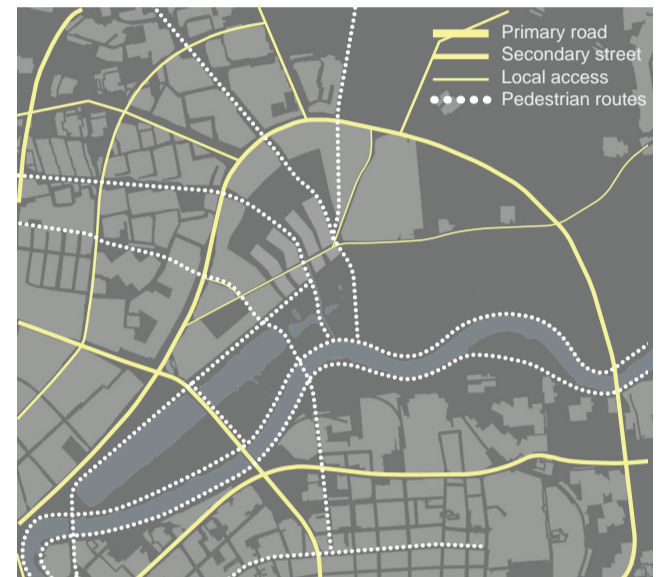 Primary road
Secondary street
Local access
Pedestrian routes